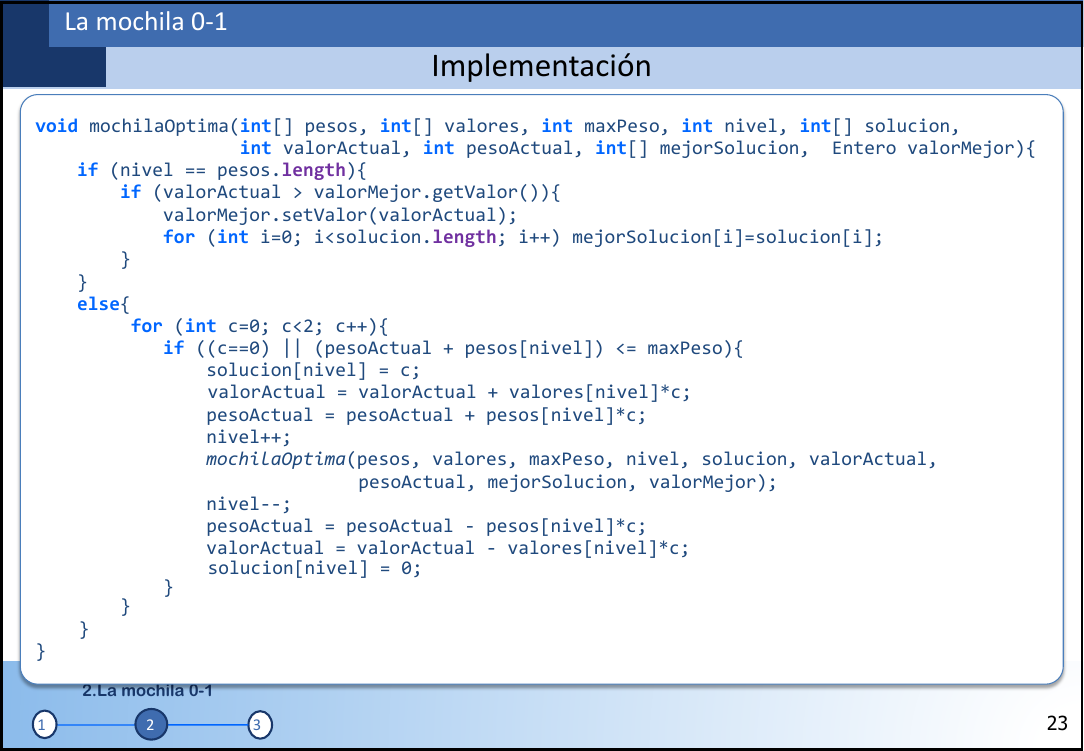 La mochila 0-1
Implementación
void mochilaOptima(int[] pesos, int[] valores, int maxPeso, int nivel, int[] solucion,
int valorActual, int pesoActual, int[] mejorSolucion,  Entero valorMejor){
if (nivel == pesos.length){
if (valorActual > valorMejor.getValor()){
valorMejor.setValor(valorActual);
for (int i=0; i<solucion.length; i++) mejorSolucion[i]=solucion[i];
}
}
else{
for (int c=0; c<2; c++){
if ((c==0) || (pesoActual + pesos[nivel]) <= maxPeso){
solucion[nivel] = c;
valorActual = valorActual + valores[nivel]*c;
pesoActual = pesoActual + pesos[nivel]*c;
nivel++;
mochilaOptima(pesos, valores, maxPeso, nivel, solucion, valorActual,
pesoActual, mejorSolucion, valorMejor);
nivel--;
pesoActual = pesoActual - pesos[nivel]*c;
valorActual = valorActual - valores[nivel]*c;
solucion[nivel] = 0;
}
}
}
}
2.La mochila 0-1
1 2 3
23